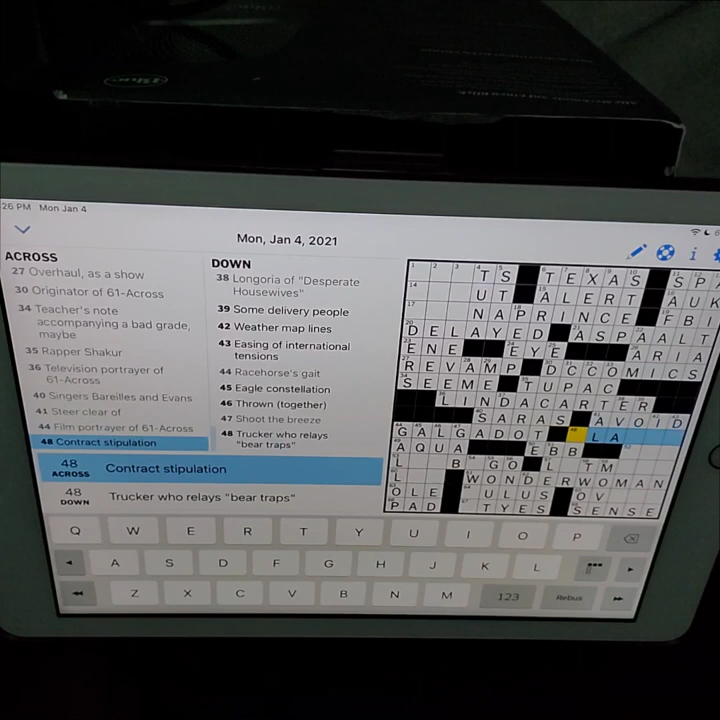 26 PM Mon Jan 4
Mon, Jan 4, 2021
ACROSS
27 Overhaul, as a show
30 Originator of 61-Across
34 Teacher's note
accompanying a bad grade,
maybe
35 Rapper Shakur
36 Television portrayer of
61-Across
40 Singers Bareilles and Evans
41 Steer clear of
44 Film portrayer of 61-Across
48 Contract stipulation
DOWN
38 Longoria of "Desperate
Housewives"
39 Some delivery people
42 Weather map lines
43 Easing of international
tensions
44 Racehorse's gait
45 Eagle constellation
46 Thrown (together)
47 Shoot the breeze
48 Trucker who relays
"bear traps"
48 ACROSS Contract stipulation
48 DOWN Trucker who relays "bear traps"
TS TEXAS SPA
UT ALERT AUK
NAPRINCE FBI
DELAYED ASPAALT
ENE EYE ARIA
REVAMP DCCOMICS
SEEME TUPAC
LINDACARTER
SARAS AVOID
GALGADOT LA
AQUA EBB
L B GO L TM
L WONDERWOMAN
OLE ULUS OV
PAD TYES SENSE
Q W E R T Y U I O P
A S D F G H J K L
Z X C V B N M 123 Rebus